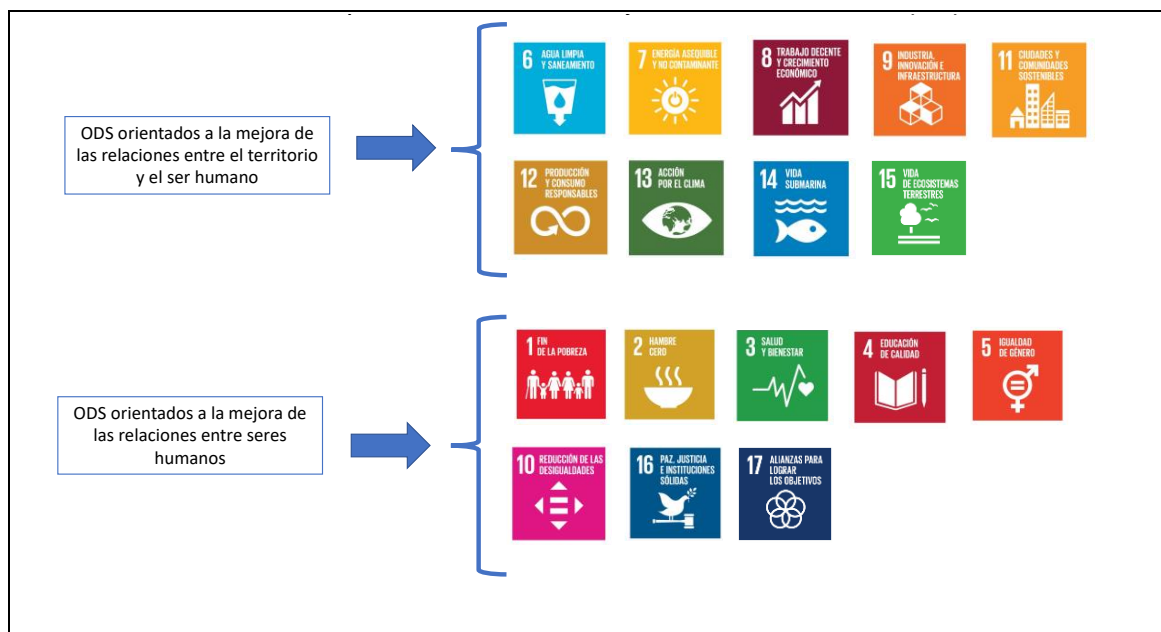 ODS orientados a la mejora de
las relaciones entre el territorio
y el ser humano
6 AGUA LIMPIA
Y SANEAMIENTO
7 ENERGÍA ASEQUIBLE
Y NO CONTAMINANTE
8 TRABAJO DECENTE
Y CRECIMIENTO
ECONÓMICO
9 INDUSTRIA,
INNOVACIÓN E
INFRAESTRUCTURA
11 CIUDADES Y
COMUNIDADES
SOSTENIBLES
12 PRODUCCIÓN
Y CONSUMO
RESPONSABLES
13 ACCIÓN
POR EL CLIMA
14 VIDA
SUBMARINA
15 VIDA
DE ECOSISTEMAS
TERRESTRES
ODS orientados a la mejora de
las relaciones entre seres
humanos
1 FIN
DE LA POBREZA
2 HAMBRE
CERO
3 SALUD
Y BIENESTAR
4 EDUCACIÓN
DE CALIDAD
5 IGUALDAD
DE GÉNERO
10 REDUCCIÓN DE LAS
DESIGUALDADES
16 PAZ, JUSTICIA
E INSTITUCIONES
SÓLIDAS
17 ALIANZAS PARA
LOGRAR
LOS OBJETIVOS